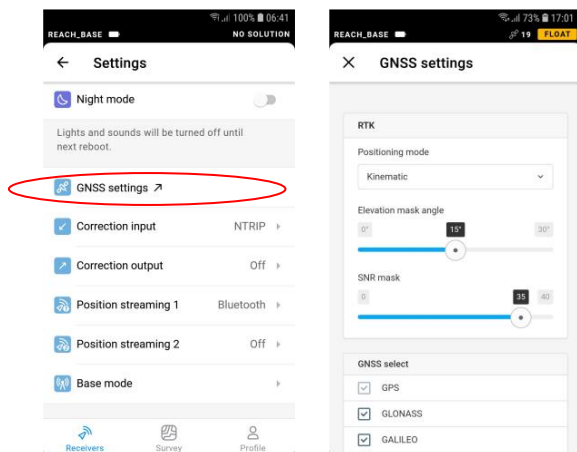 100% 06:41
REACH_BASE NO SOLUTION
← Settings
Night mode
Lights and sounds will be turned off until
next reboot.
GNSS settings ↗
Correction input NTRIP
Correction output Off
Position streaming 1 Bluetooth
Position streaming 2 Off
Base mode
Receivers Survey Profile
73% 17:01
REACH_BASE 19 FLOAT
GNSS settings
RTK
Positioning mode
Kinematic
Elevation mask angle
0° 15° 30°
SNR mask
0 35 40
GNSS select
GPS
GLONASS
GALILEO